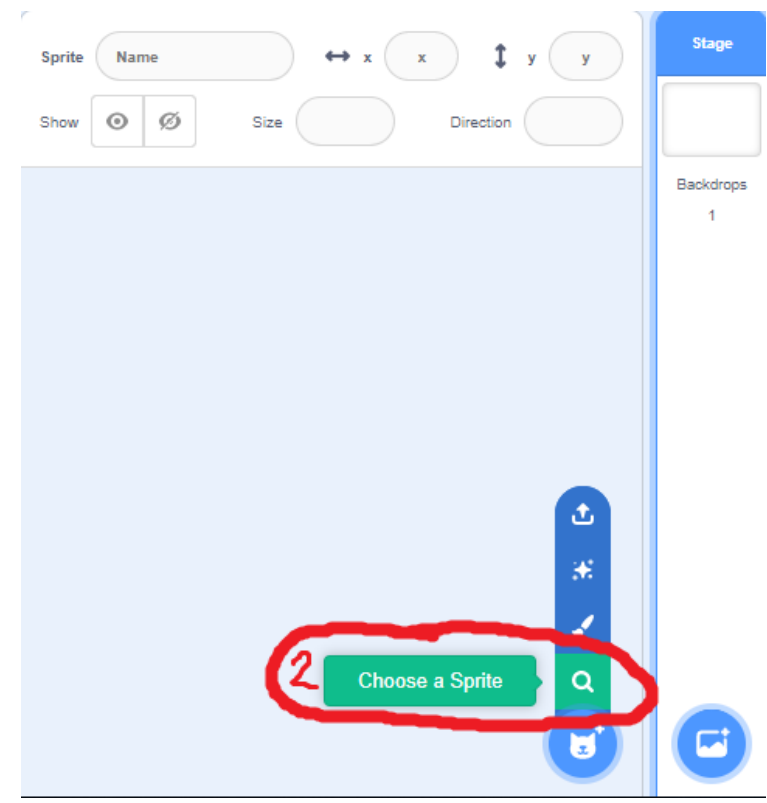 Sprite Name x x y y
Stage
Show Size Direction
Backdrops
1
2 Choose a Sprite